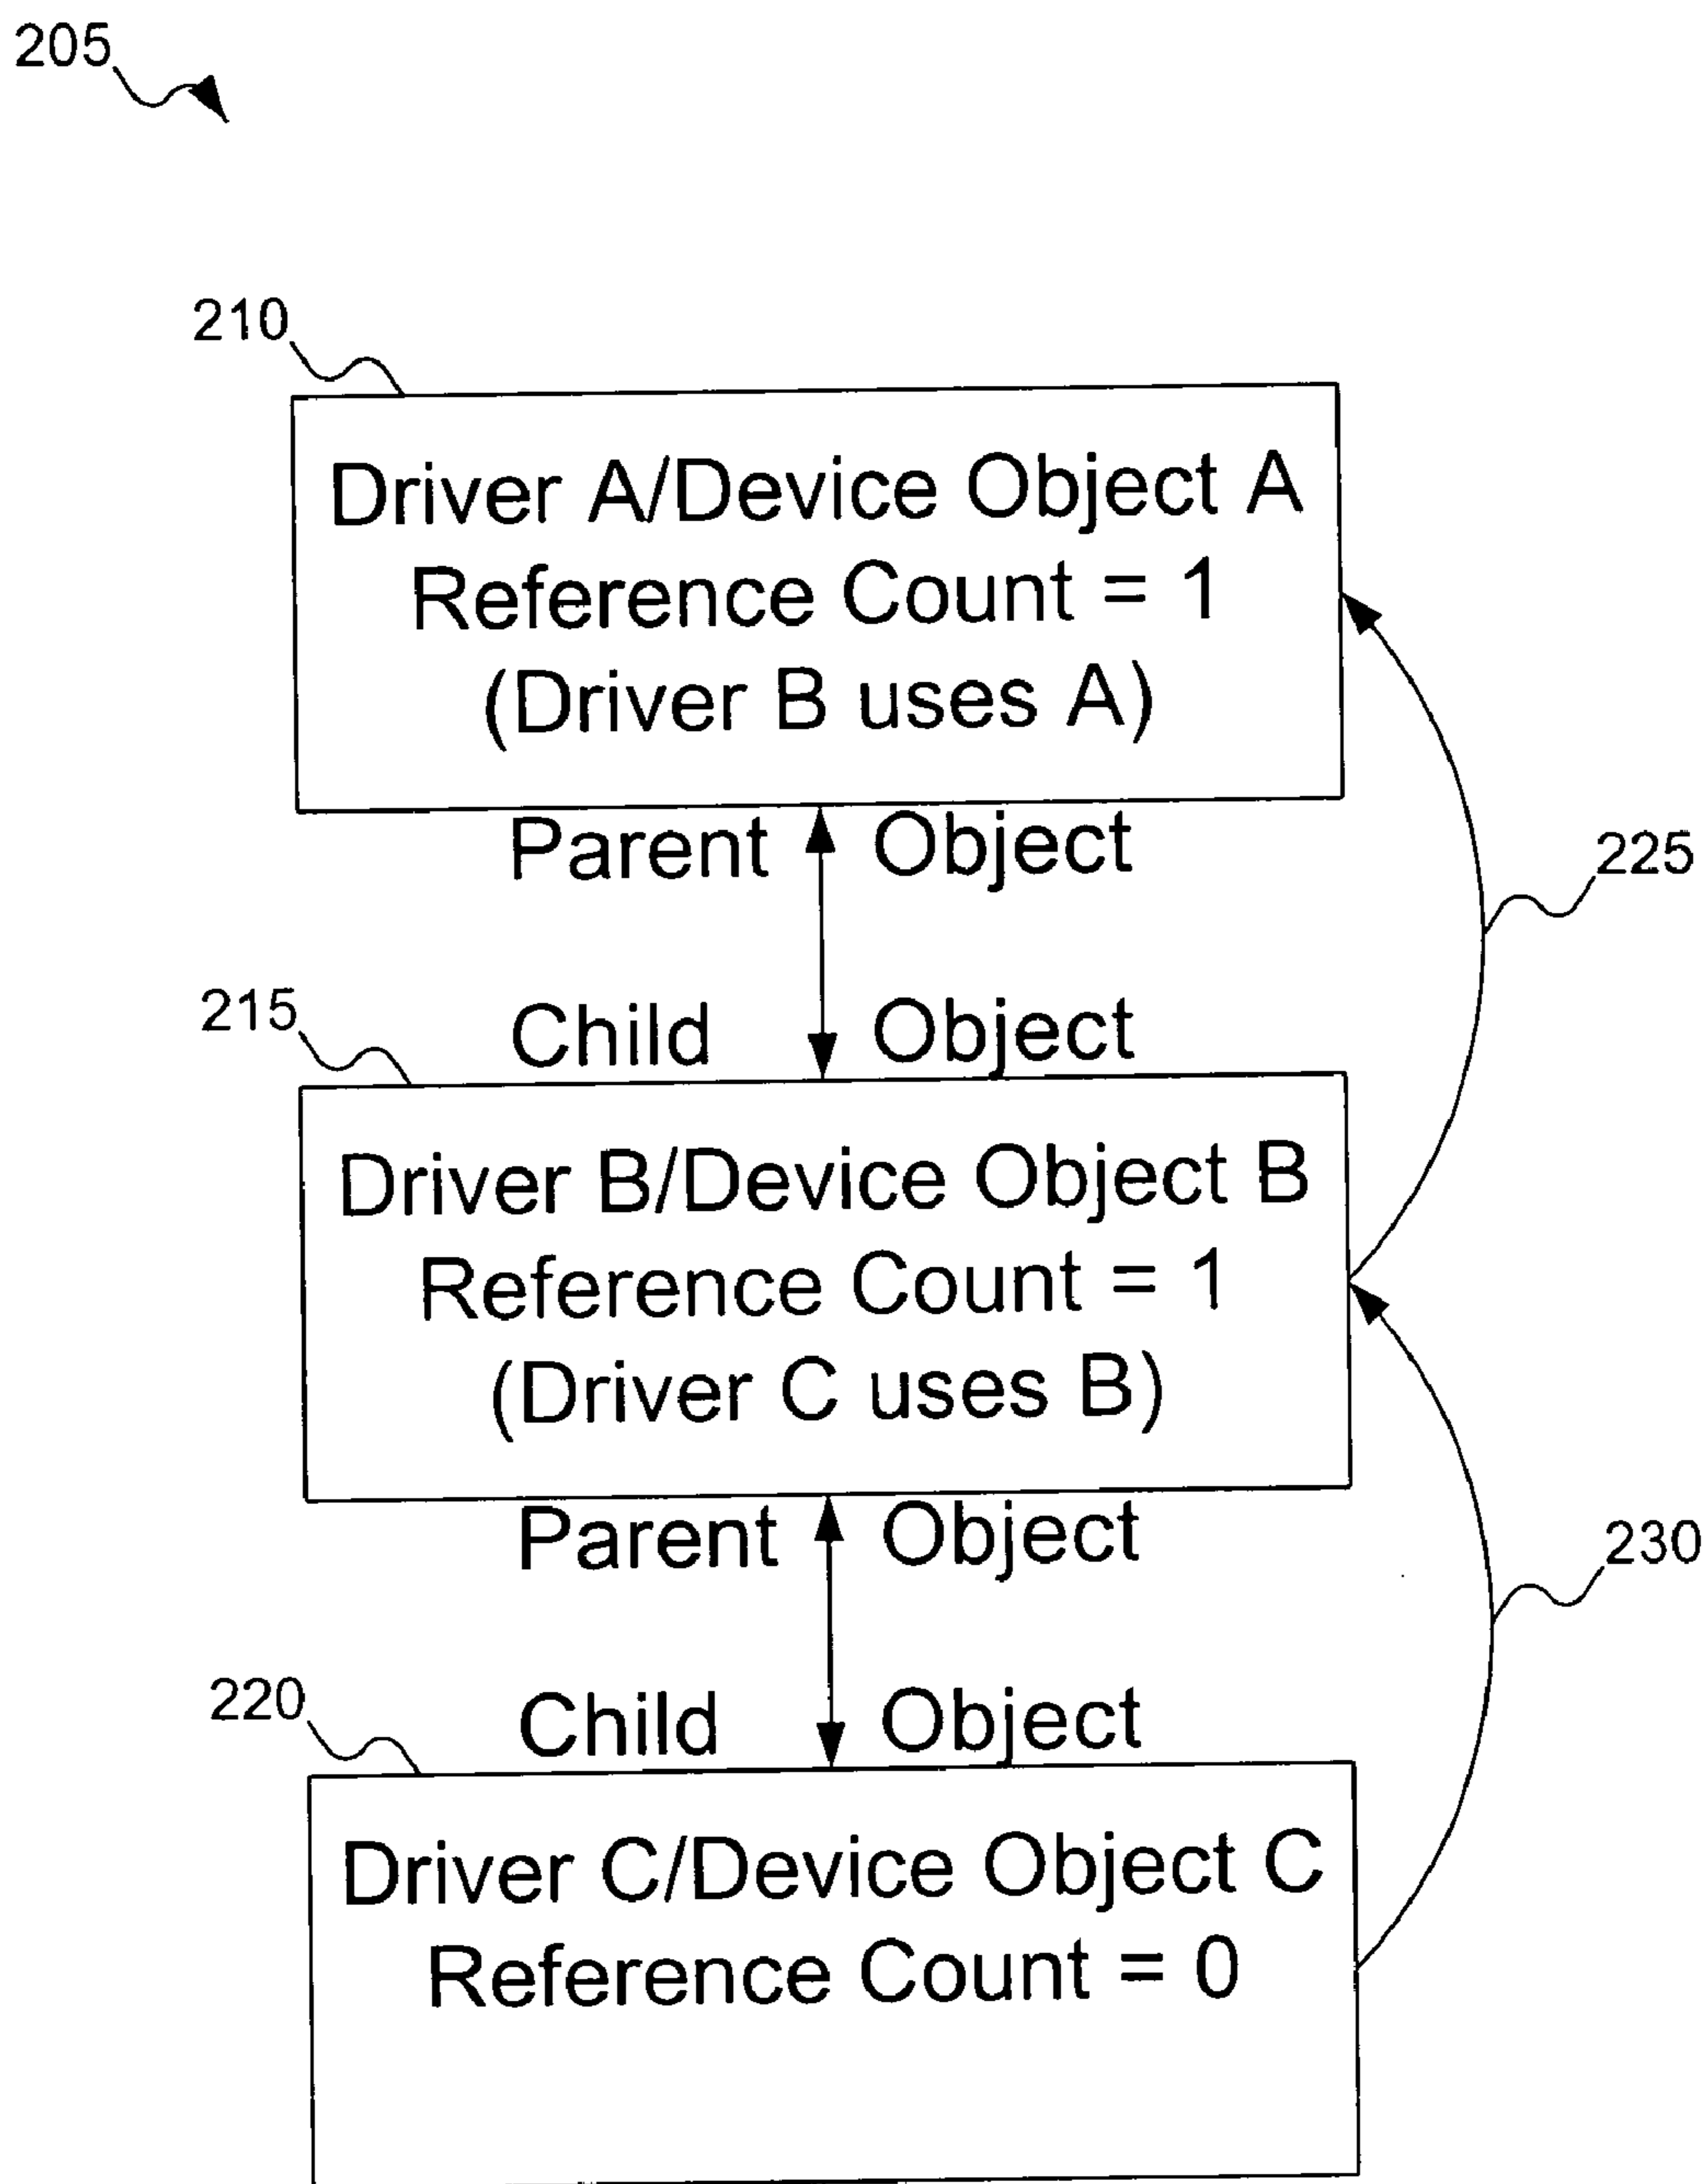 205
210
Driver A/Device Object A
Reference Count = 1
(Driver B uses A)
Parent Object
225
215
Child Object
Driver B/Device Object B
Reference Count = 1
(Driver C uses B)
Parent Object
230
220
Child Object
Driver C/Device Object C
Reference Count = 0